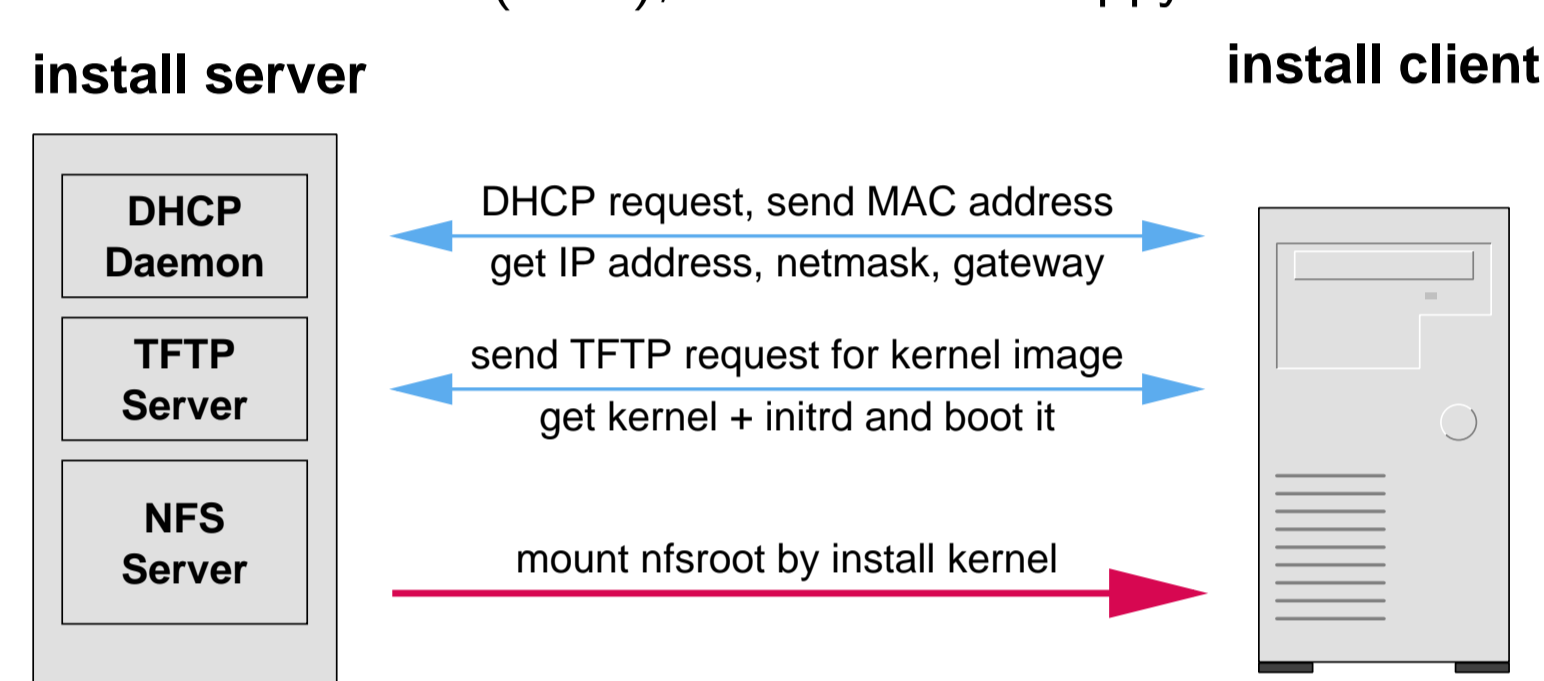 install server
install client
DHCP
Daemon
DHCP request, send MAC address
get IP address, netmask, gateway
TFTP
Server
send TFTP request for kernel image
get kernel + initrd and boot it
NFS
Server
mount nfsroot by install kernel